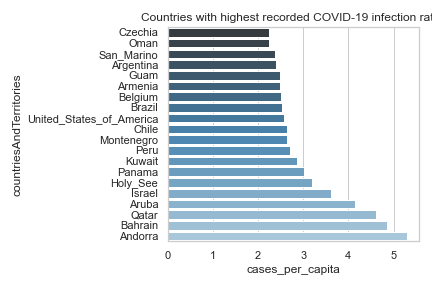 Countries with highest recorded COVID-19 infection rat
Czechia
Oman
San_Marino
Argentina
Guam
Armenia
Belgium
Brazil
United_States_of_America
Chile
Montenegro
Peru
Kuwait
Panama
Holy_See
Israel
Aruba
Qatar
Bahrain
Andorra
countriesAndTerritories
0 1 2 3 4 5
cases_per_capita